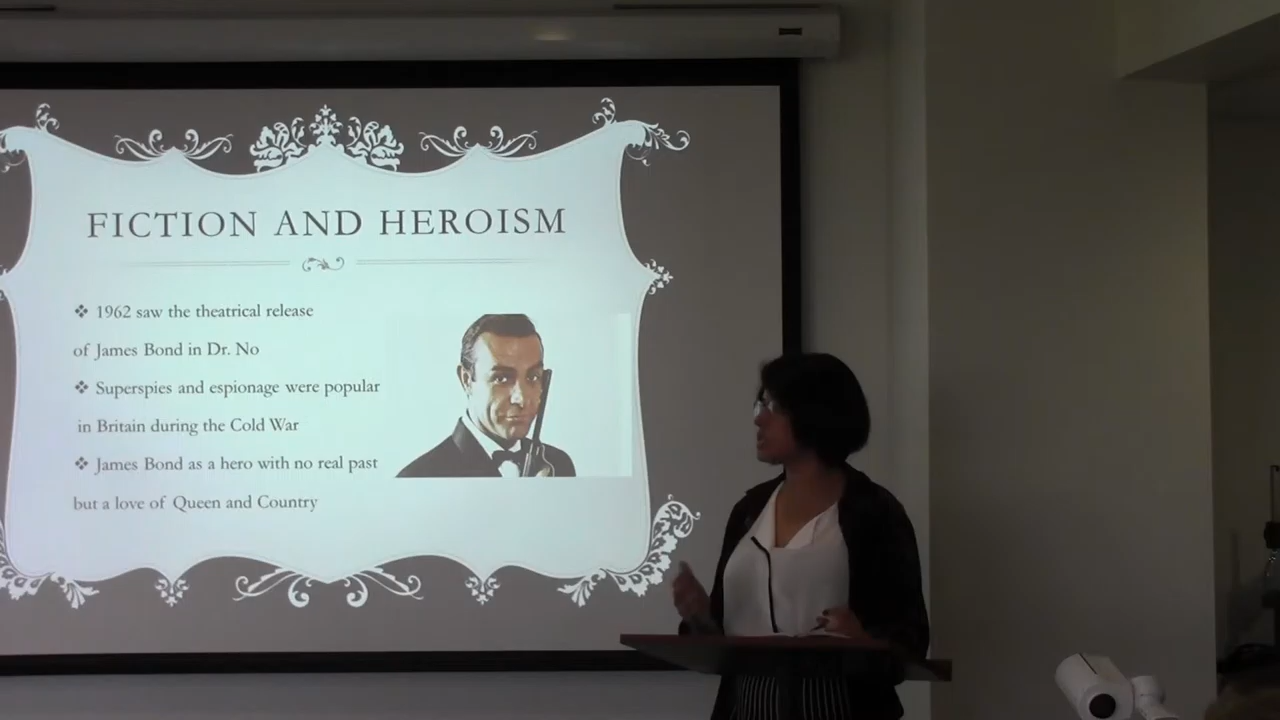 FICTION AND HEROISM
❖ 1962 saw the theatrical release
of James Bond in Dr. No
❖ Superspies and espionage were popular
in Britain during the Cold War
❖ James Bond as a hero with no real past
but a love of Queen and Country